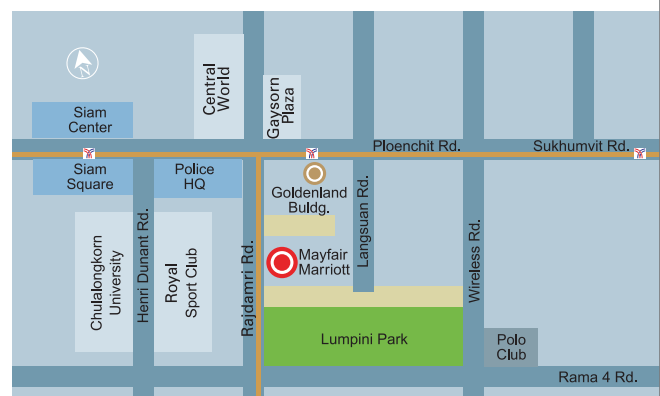 N
Central
World
Gaysorn
Plaza
Siam
Center
Ploenchit Rd.
Sukhumvit Rd.
Siam
Square
Police
HQ
Goldenland
Buldg.
Chulalongkorn
University
Henri Dunant Rd.
Royal
Sport Club
Rajdamri Rd.
Mayfair
Marriott
Langsuan Rd.
Wireless Rd.
Lumpini Park
Polo
Club
Rama 4 Rd.